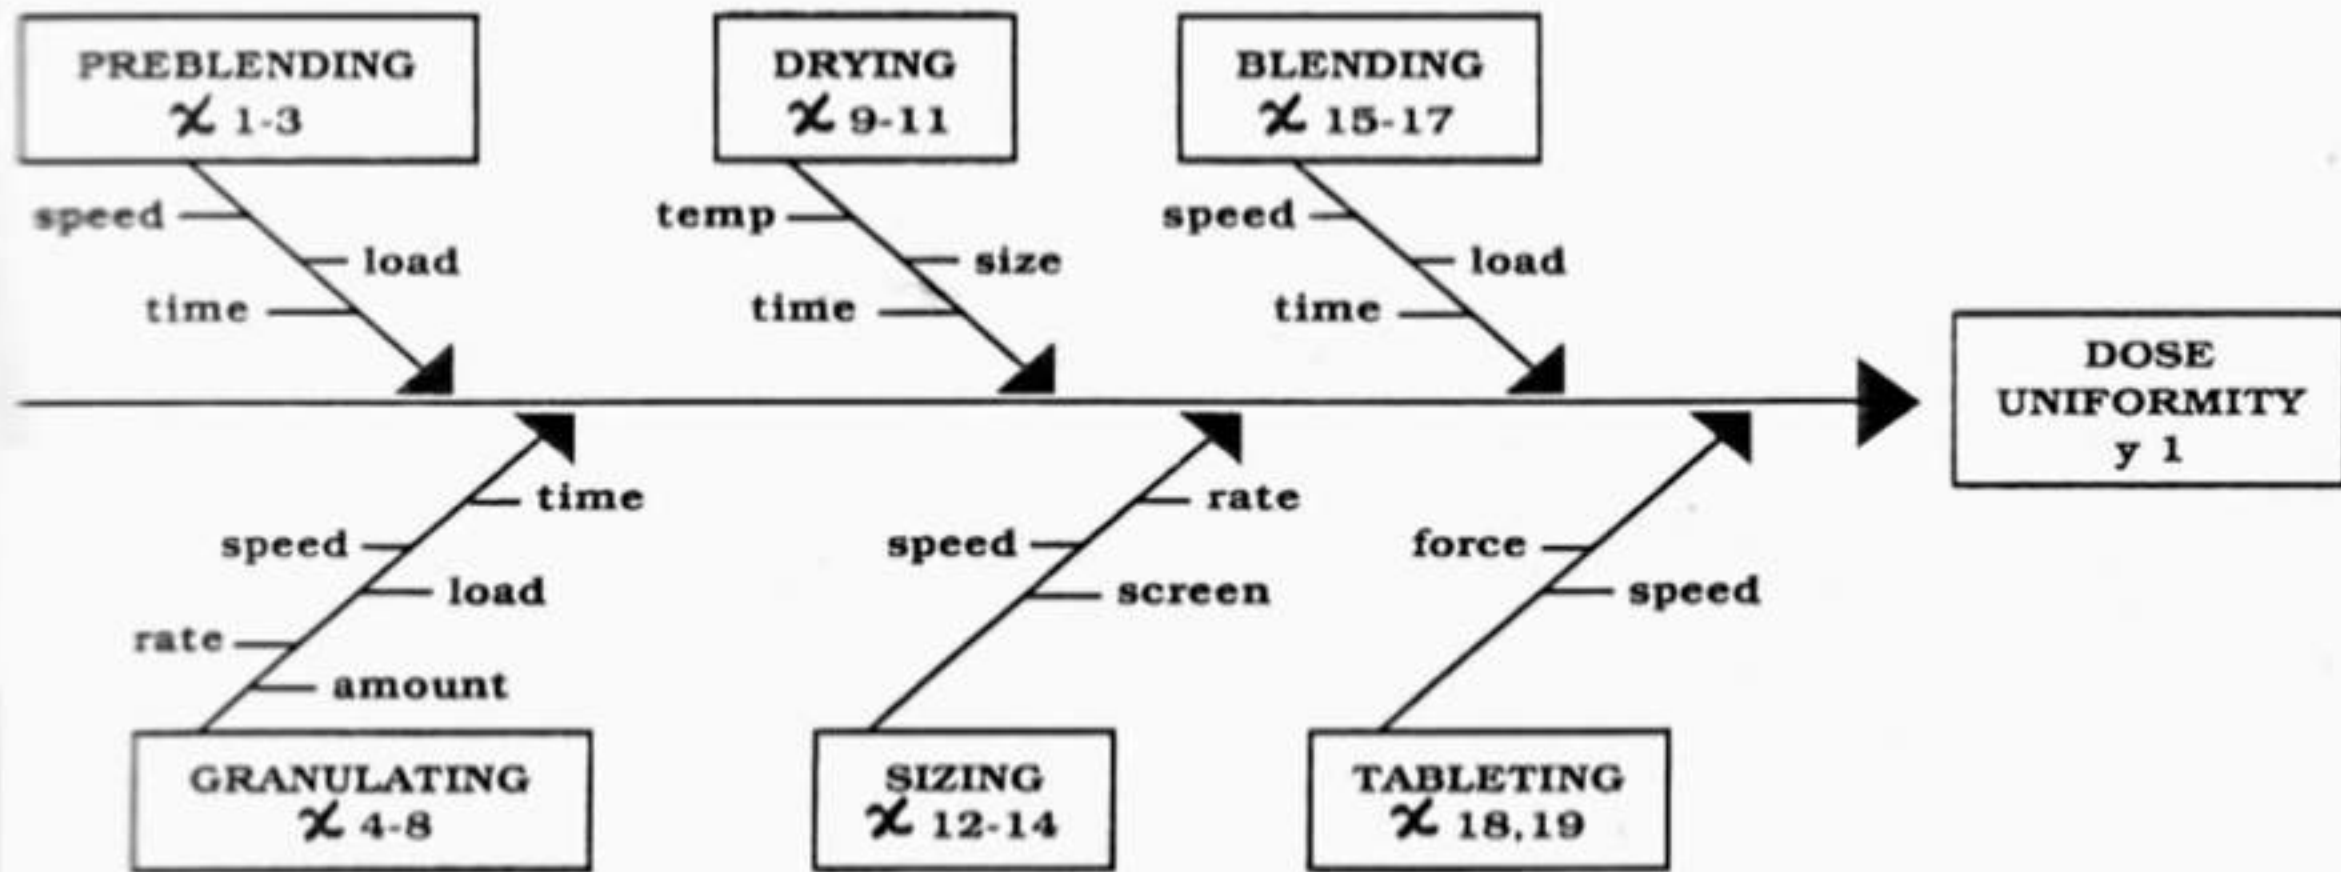 PREBLENDING
x 1-3
DRYING
x 9-11
BLENDING
x 15-17
speed
load
time
temp
size
time
speed
load
time
DOSE
UNIFORMITY
y 1
time
speed
load
rate
amount
rate
speed
screen
force
speed
GRANULATING
x 4-8
SIZING
x 12-14
TABLETING
x 18,19